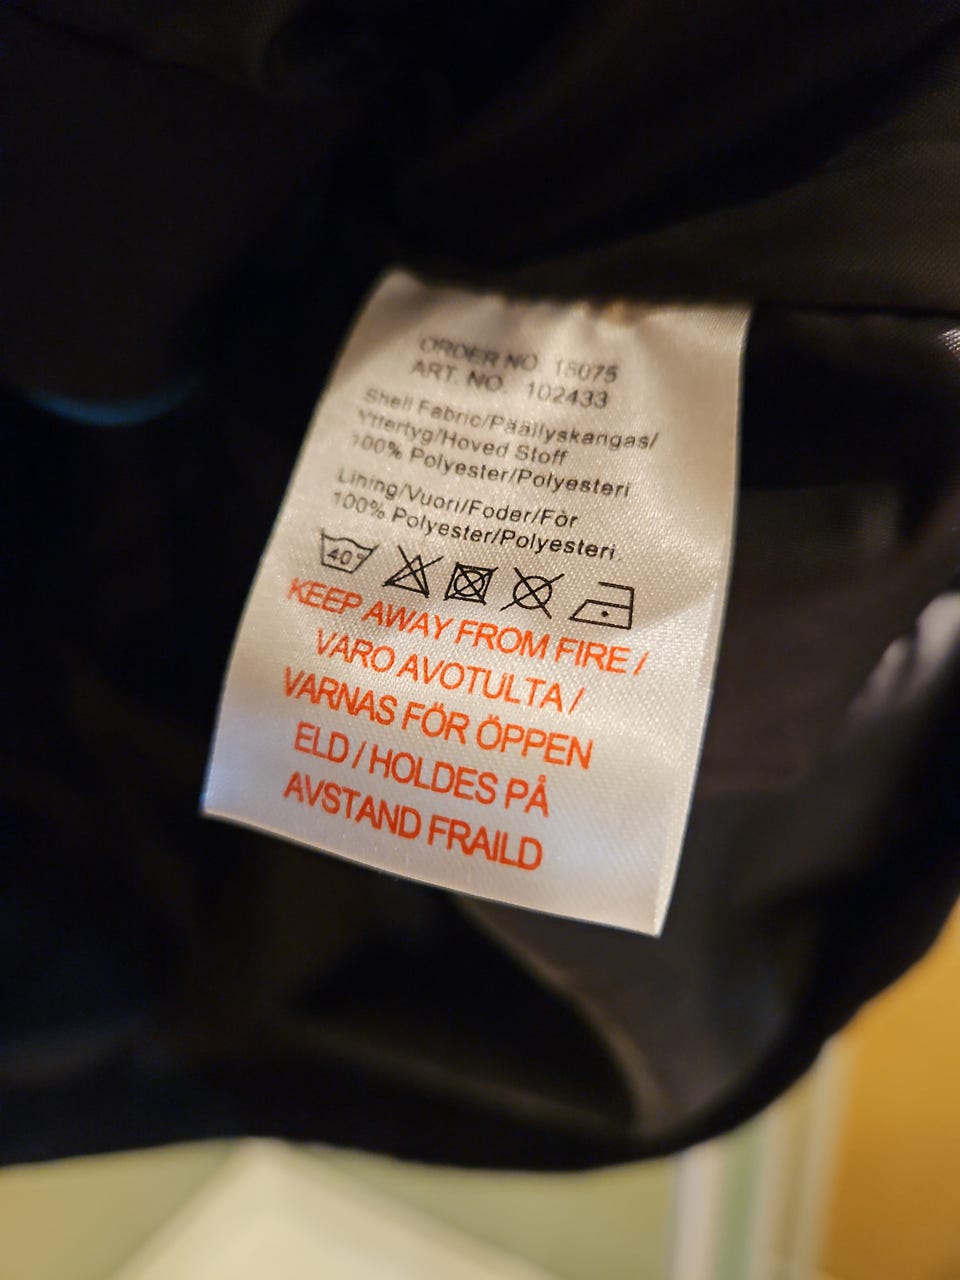 ORDER NO. 15075
ART. NO. 102433
Shell Fabric/Päällyskangas/
Yttertyg/Hoved Stoff
100% Polyester/Polyesteri
Lining/Vuori/Foder/Fòr
100% Polyester/Polyesteri.
40°
KEEP AWAY FROM FIRE /
VARO AVOTULTA /
VARNAS FÖR ÖPPEN
ELD / HOLDES PÅ
AVSTAND FRAILD